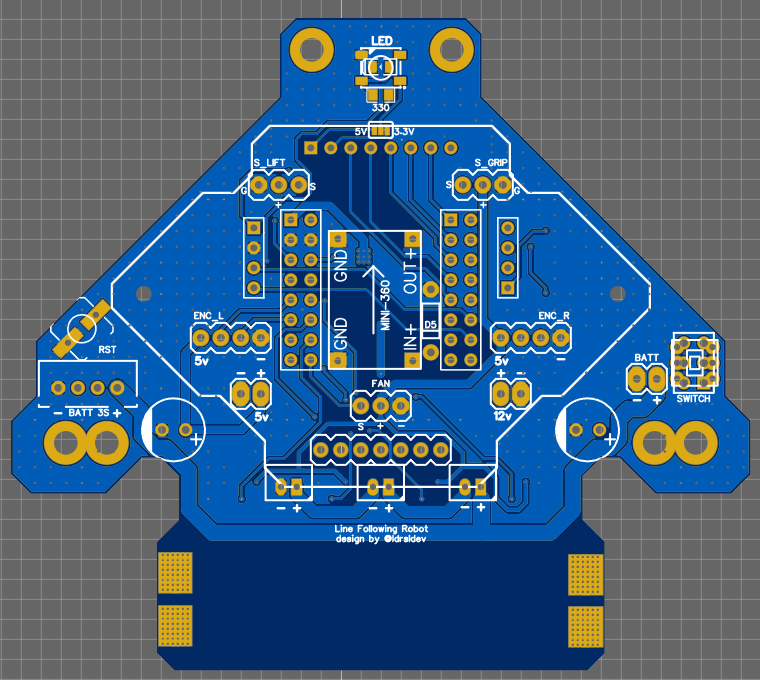 LED
330
5V 3.3V
S_LIFT S_GRIP
G S S G
+ +
GND OUT+
MINI-360
ENC_L GND IN+ D5 ENC_R
RST
5v - 5v -
BATT
- + FAN + - - +
SWITCH
- BATT 3S + 5v S + - 12v
+ +
- + - + - +
Line Following Robot
design by @idrsidev